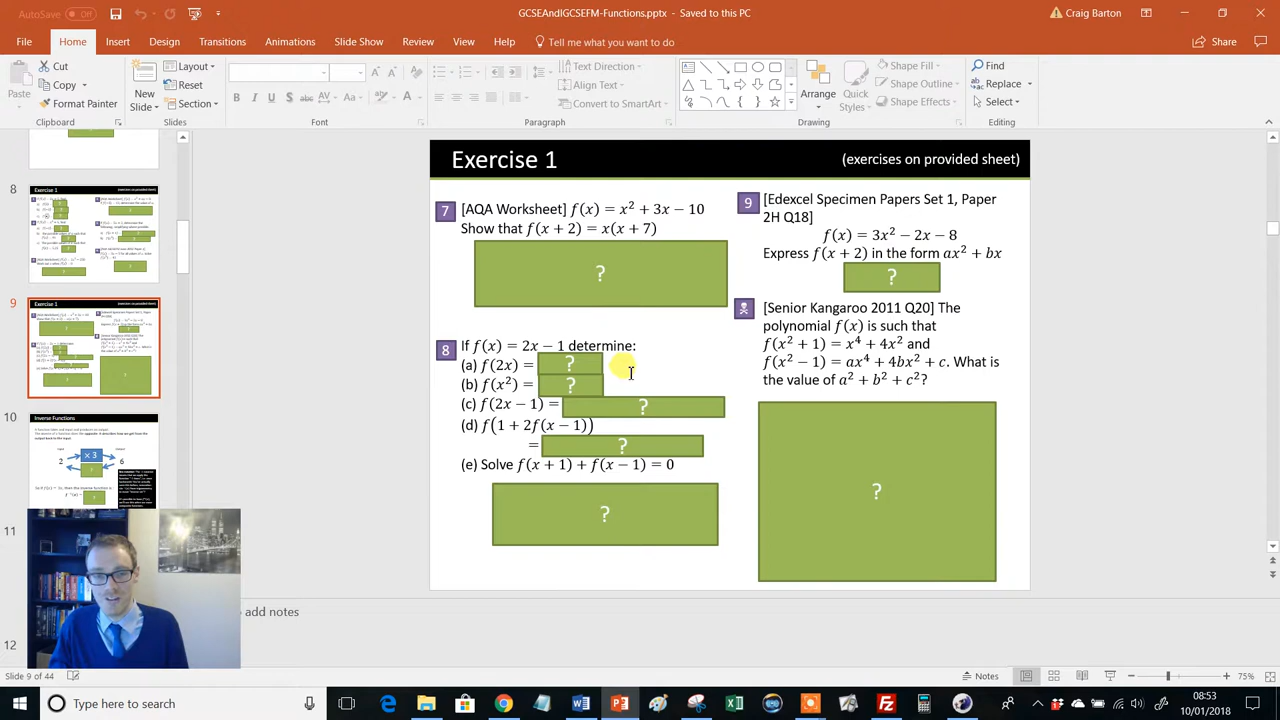 AutoSave Off
GCSEAndIGCSEFM-Functions.pptx - Saved to this PC
Craig Barton
File Home Insert Design Transitions Animations Slide Show Review View Help Tell me what you want to do
Share
Paste
Cut
Copy
Format Painter
New
Slide
Layout
Reset
Section
Text Direction
Align Text
Convert to SmartArt
Arrange
Quick
Styles
Shape Fill
Shape Outline
Shape Effects
Find
Replace
Select
Clipboard Slides Font Paragraph Drawing Editing
8
9
10
Inverse Functions
11
12
Exercise 1
(exercises on provided sheet)
7 [AQA Worksheet] f(x) = x² + 3x − 10
Show that f(x + 2) = x(x + 7)
?
8 If f(x) = 2x − 1 determine:
(a) f(2x) = ?
(b) f(x²) = ?
(c) f(2x − 1) = ?
(d) f(1 + 2f(x − 1))
= ?
(e) Solve f(x + 1) + f(x − 1) = 0
?
9 [Edexcel Specimen Papers Set 1, Paper
2H Q18]
f(x) = 3x² − 2x − 8
Express f(x + 2) in the form ax² + bx
?
[Senior Kangaroo 2011 Q20] The
polynomial f(x) is such that
f(x² + 1) = x⁴ + 4x² and
f(x² − 1) = ax⁴ + 4bx² + c. What is
the value of a² + b² + c²?
?
add notes
Slide 9 of 44
Notes
75%
Type here to search
08:53
10/01/2018